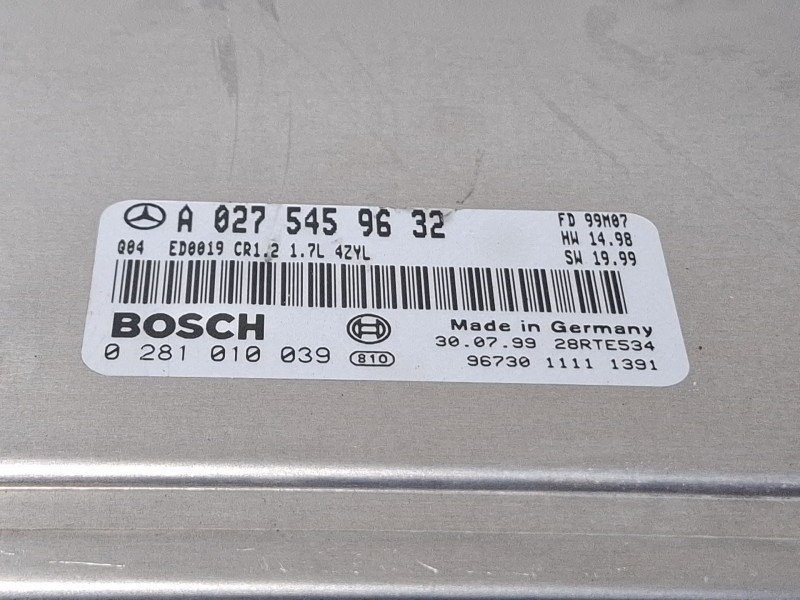 A 027 545 96 32
FD 99M07
HW 14.98
SW 19.99
Q04 ED0019 CR1.2 1.7L 4ZYL
BOSCH
0 281 010 039
810
Made in Germany
30.07.99 28RTE534
96730 1111 1391